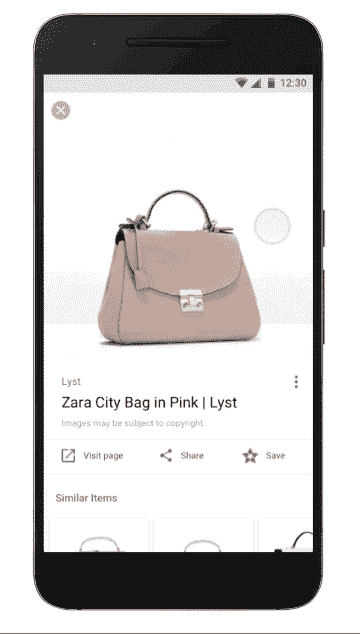 12:30
Lyst
Zara City Bag in Pink | Lyst
Images may be subject to copyright.
Visit page
Share
Save
Similar Items